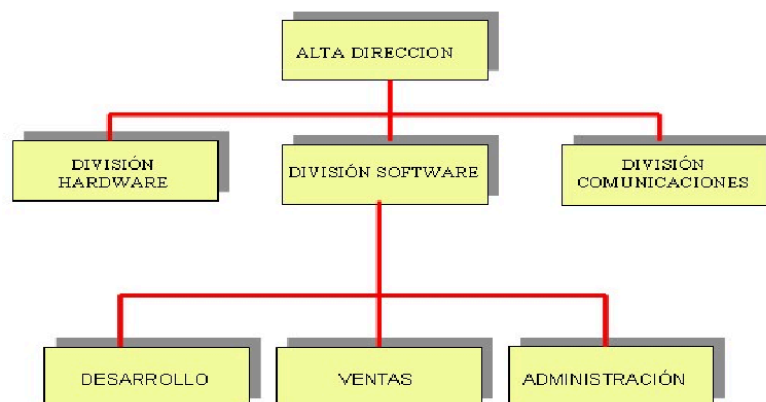 ALTA DIRECCION
DIVISIÓN
HARDWARE
DIVISIÓN SOFTWARE
DIVISIÓN
COMUNICACIONES
DESARROLLO
VENTAS
ADMINISTRACIÓN